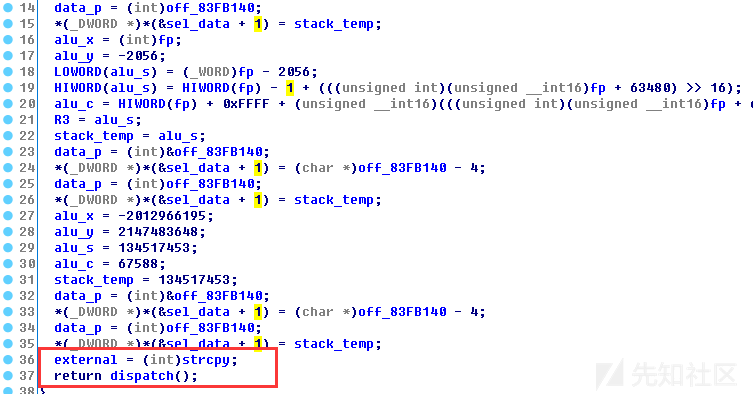 14 data_p = (int)off_83FB140;
15 *(_DWORD *)*(&sel_data + 1) = stack_temp;
16 alu_x = (int)fp;
17 alu_y = -2056;
18 LOWORD(alu_s) = (_WORD)fp - 2056;
19 HIWORD(alu_s) = HIWORD(fp) - 1 + (((unsigned int)(unsigned __int16)fp + 63480) >> 16);
20 alu_c = HIWORD(fp) + 0xFFFF + (unsigned __int16)(((unsigned int)(unsigned __int16)fp +
21 R3 = alu_s;
22 stack_temp = alu_s;
23 data_p = (int)&off_83FB140;
24 *(_DWORD *)*(&sel_data + 1) = (char *)off_83FB140 - 4;
25 data_p = (int)off_83FB140;
26 *(_DWORD *)*(&sel_data + 1) = stack_temp;
27 alu_x = -2012966195;
28 alu_y = 2147483648;
29 alu_s = 134517453;
30 alu_c = 67588;
31 stack_temp = 134517453;
32 data_p = (int)&off_83FB140;
33 *(_DWORD *)*(&sel_data + 1) = (char *)off_83FB140 - 4;
34 data_p = (int)off_83FB140;
35 *(_DWORD *)*(&sel_data + 1) = stack_temp;
36 external = (int)strcpy;
37 return dispatch();
38 }
先知社区